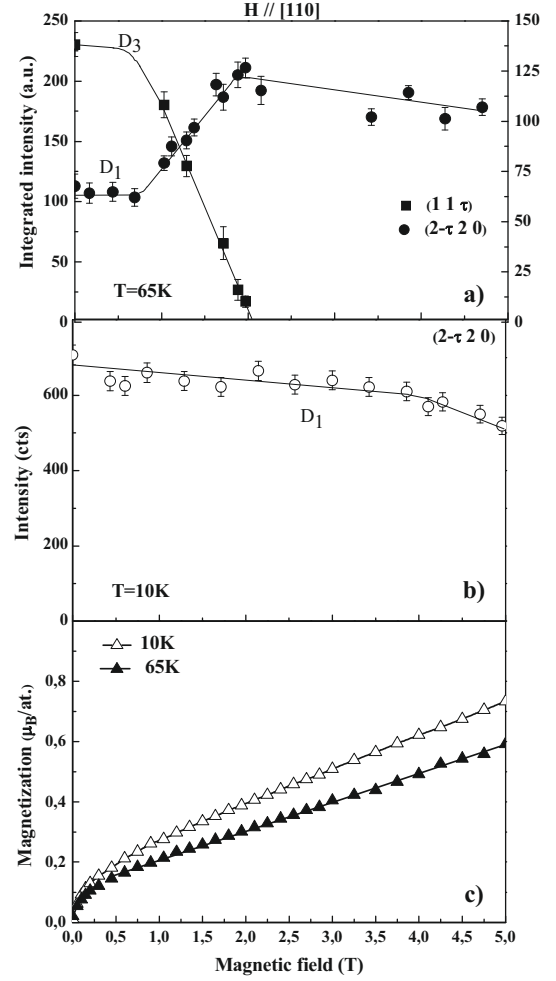 H // [110]
250
200
150
100
50
0
150
125
100
75
50
25
0
Integrated intensity (a.u.)
D3
D1
(1 1 τ)
(2-τ 2 0)
T=65K
a)
600
400
200
0
Intensity (cts)
(2-τ 2 0)
D1
T=10K
b)
0,8
0,6
0,4
0,2
0,0
Magnetization (μB/at.)
10K
65K
c)
0,0 0,5 1,0 1,5 2,0 2,5 3,0 3,5 4,0 4,5 5,0
Magnetic field (T)